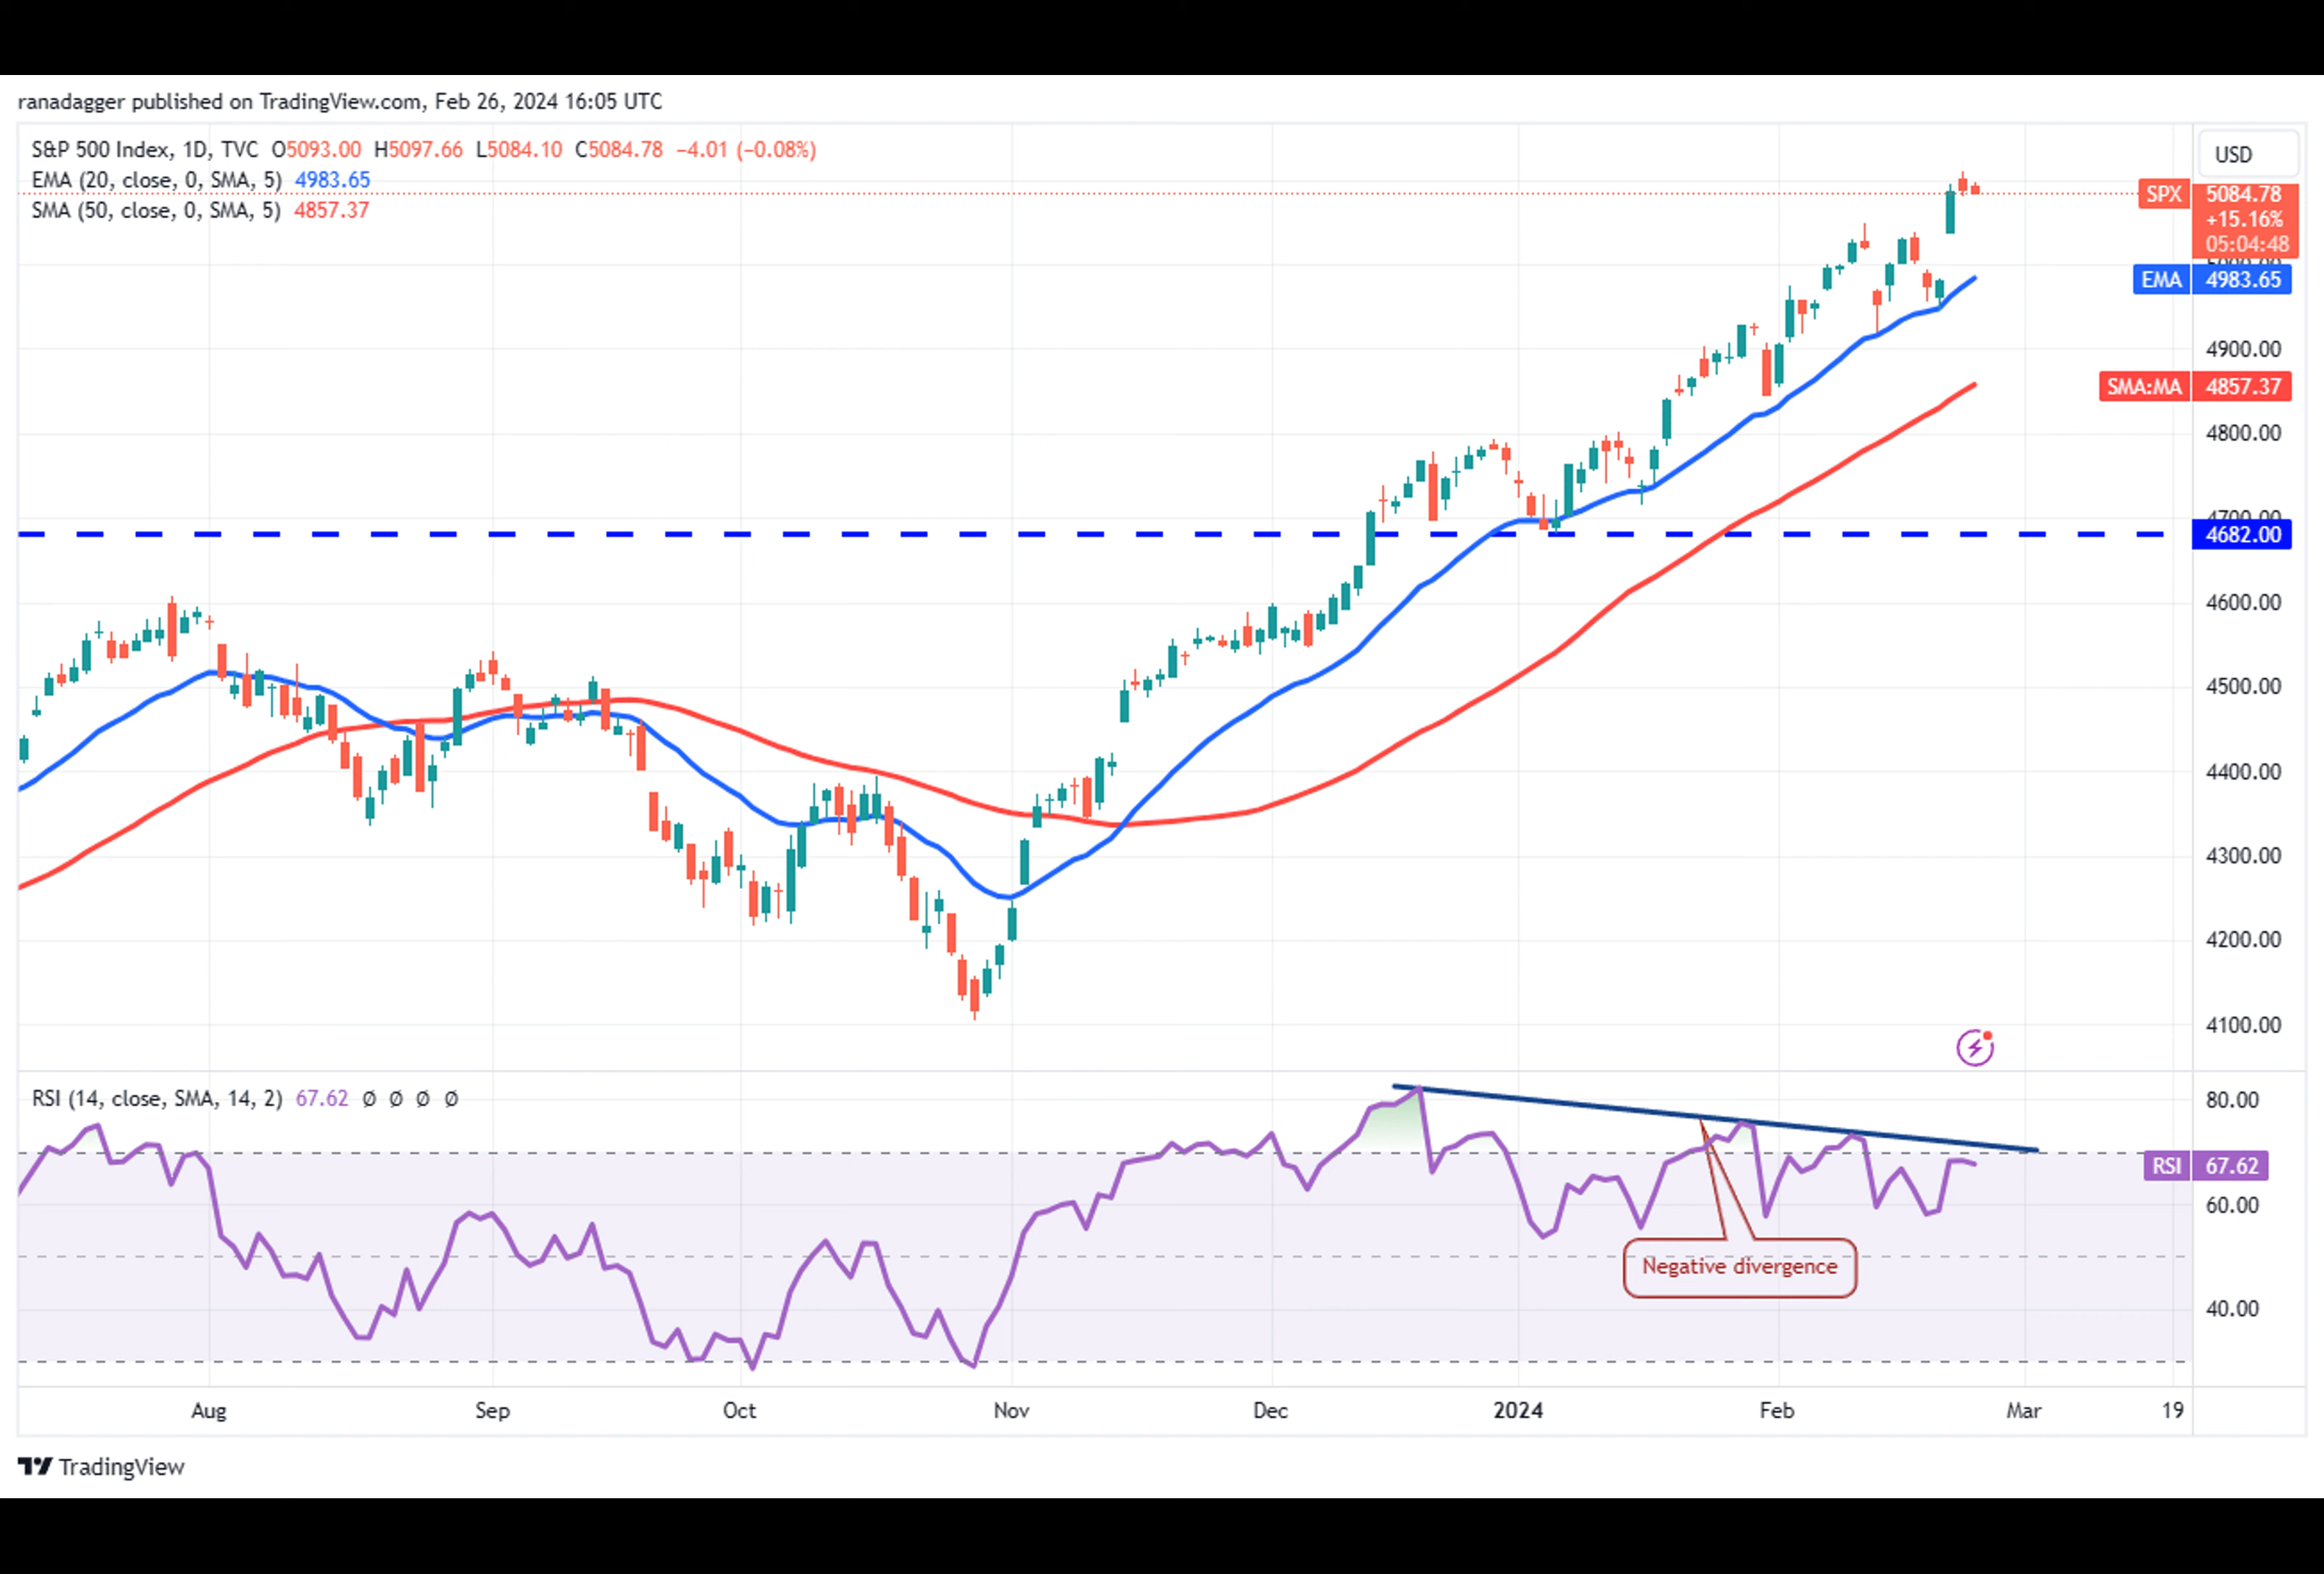 ranadagger published on TradingView.com, Feb 26, 2024 16:05 UTC
S&P 500 Index, 1D, TVC O5093.00 H5097.66 L5084.10 C5084.78 −4.01 (−0.08%)
EMA (20, close, 0, SMA, 5) 4983.65
SMA (50, close, 0, SMA, 5) 4857.37
USD
SPX 5084.78
+15.16%
05:04:48
EMA 4983.65
4900.00
SMA:MA 4857.37
4800.00
4700.00
4682.00
4600.00
4500.00
4400.00
4300.00
4200.00
4100.00
RSI (14, close, SMA, 14, 2) 67.62 Ø Ø Ø Ø
80.00
RSI 67.62
60.00
Negative divergence
40.00
Aug Sep Oct Nov Dec 2024 Feb Mar 19
TradingView